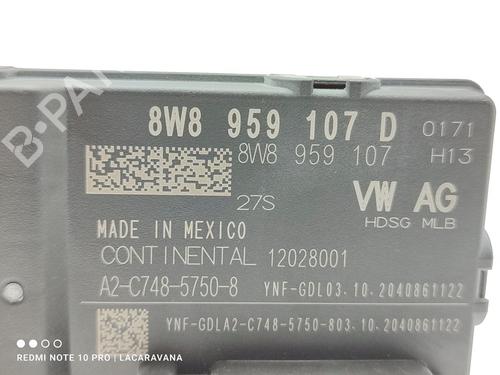 8W8 959 107 D 0171
8W8 959 107 H13
27S VW AG
HDSG MLB
MADE IN MEXICO
CONTINENTAL 12028001
A2-C748-5750-8 YNF-GDL03.10.2040861122
YNF-GDLA2-C748-5750-803.10.2040861122
REDMI NOTE 10 PRO | LACARAVANA
B-PARTS